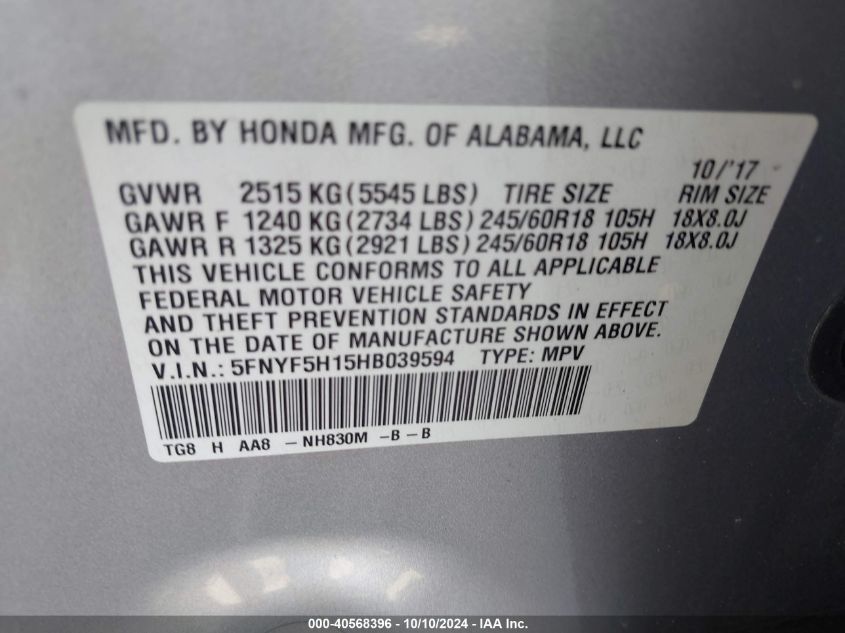 MFD. BY HONDA MFG. OF ALABAMA, LLC
10/'17
GVWR 2515 KG (5545 LBS) TIRE SIZE RIM SIZE
GAWR F 1240 KG (2734 LBS) 245/60R18 105H 18X8.0J
GAWR R 1325 KG (2921 LBS) 245/60R18 105H 18X8.0J
THIS VEHICLE CONFORMS TO ALL APPLICABLE
FEDERAL MOTOR VEHICLE SAFETY
AND THEFT PREVENTION STANDARDS IN EFFECT
ON THE DATE OF MANUFACTURE SHOWN ABOVE.
V.I.N.: 5FNYF5H15HB039594 TYPE: MPV
TG8 H AA8 - NH830M - B - B
000-40568396 - 10/10/2024 - IAA Inc.